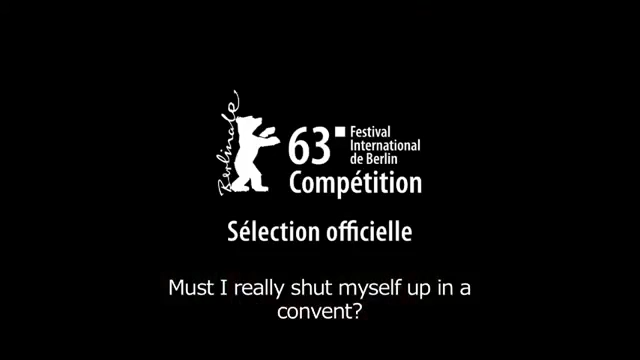 Berlinale
63 Festival
International
de Berlin
Compétition
Sélection officielle
Must I really shut myself up in a
convent?